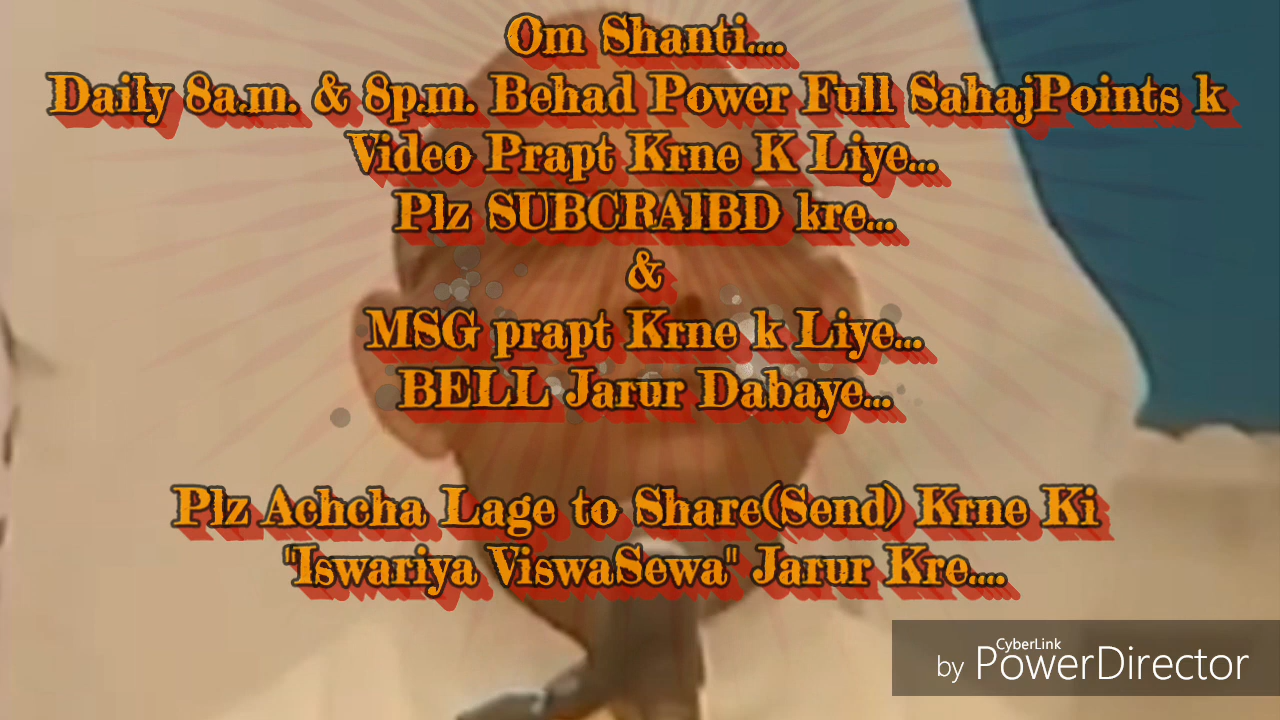 Om Shanti....
Daily 8a.m. & 8p.m. Behad Power Full SahajPoints k
Video Prapt Krne K Liye...
Plz SUBCRAIBD kre...
&
MSG prapt Krne k Liye...
BELL Jarur Dabaye...
Plz Achcha Lage to Share(Send) Krne Ki
"Iswariya ViswaSewa" Jarur Kre....
CyberLink
by PowerDirector